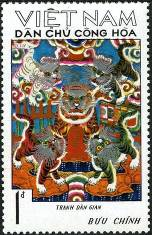 VIỆT NAM
DÂN CHỦ CỘNG HÒA
1đ
TRANH DÂN GIAN
BƯU CHÍNH